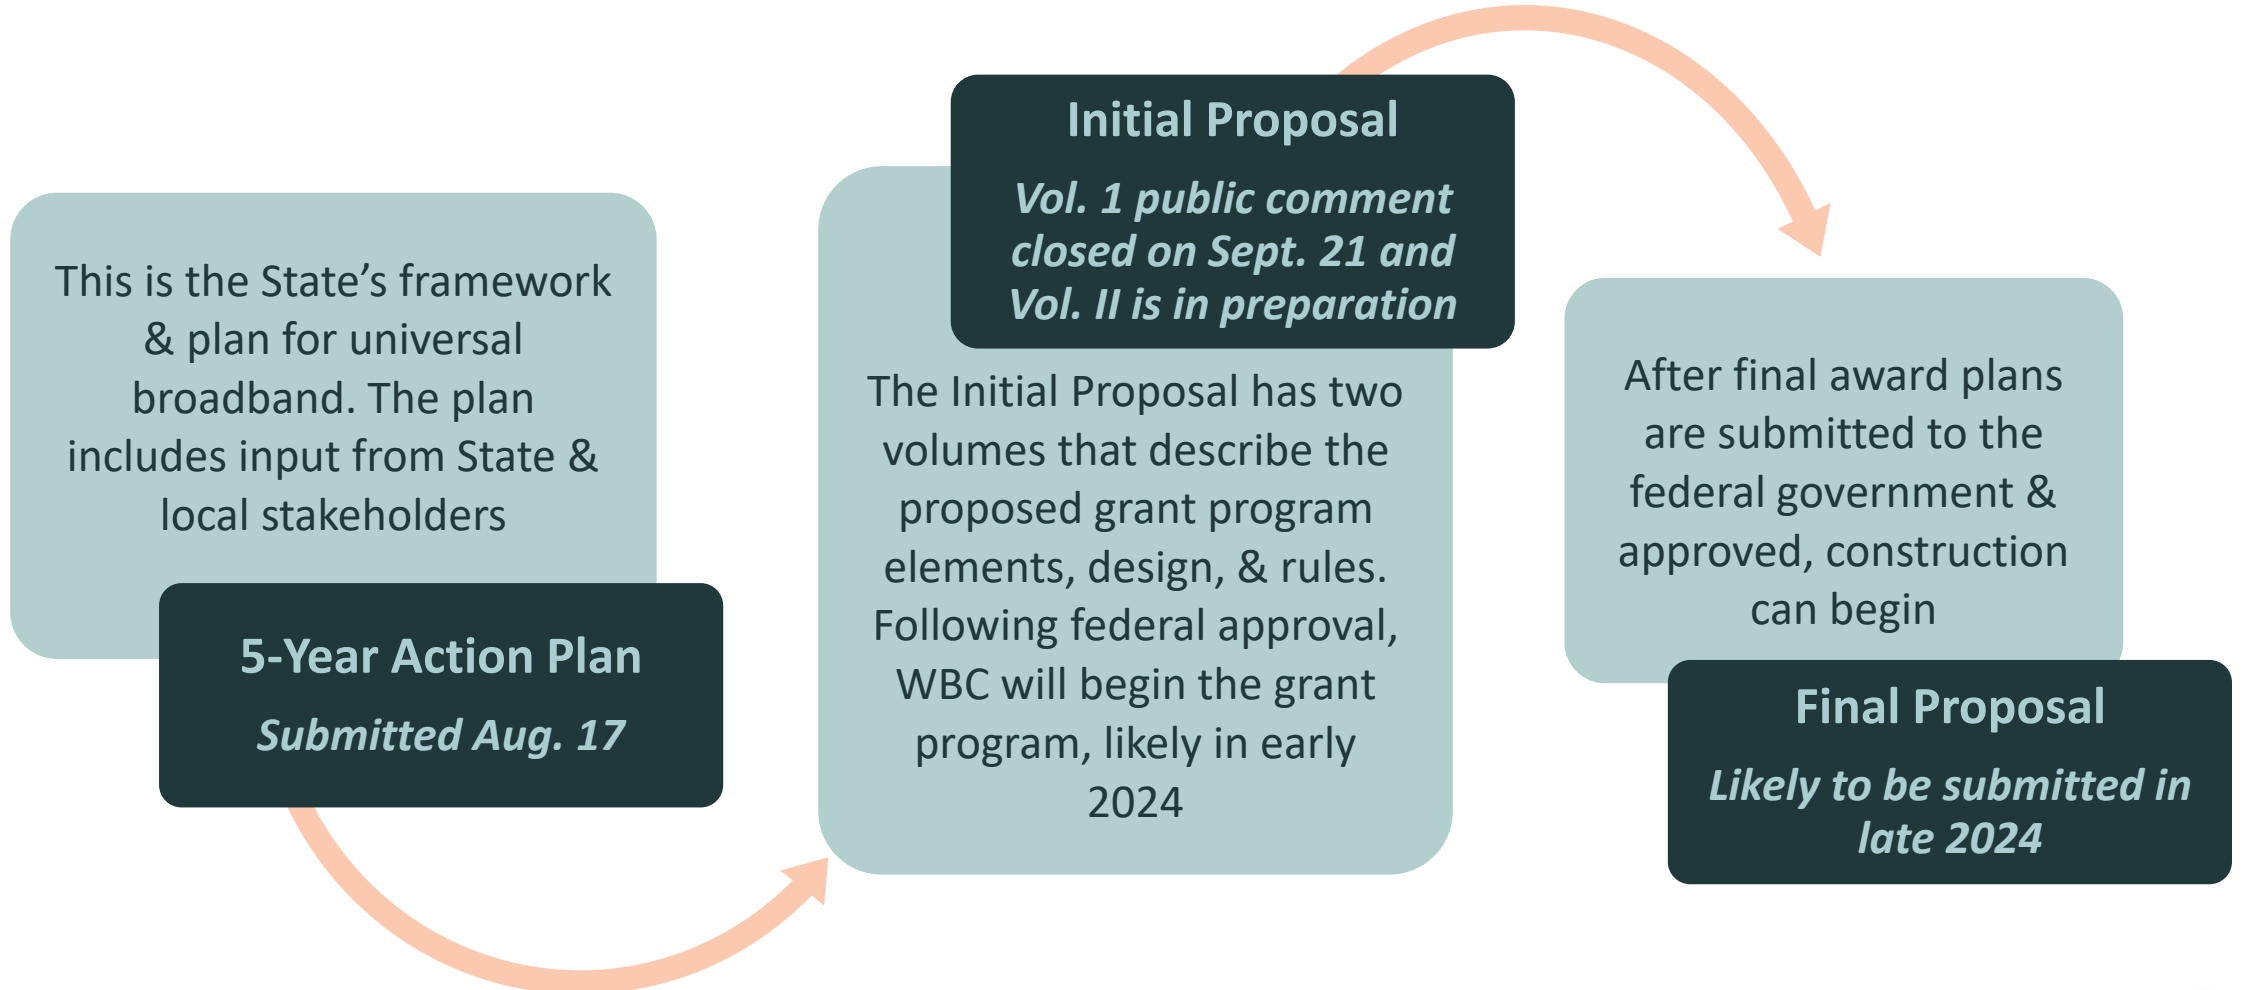 This is the State’s framework
& plan for universal
broadband. The plan
includes input from State &
local stakeholders
5-Year Action Plan
Submitted Aug. 17
Initial Proposal
Vol. 1 public comment
closed on Sept. 21 and
Vol. II is in preparation
The Initial Proposal has two
volumes that describe the
proposed grant program
elements, design, & rules.
Following federal approval,
WBC will begin the grant
program, likely in early
2024
After final award plans
are submitted to the
federal government &
approved, construction
can begin
Final Proposal
Likely to be submitted in
late 2024